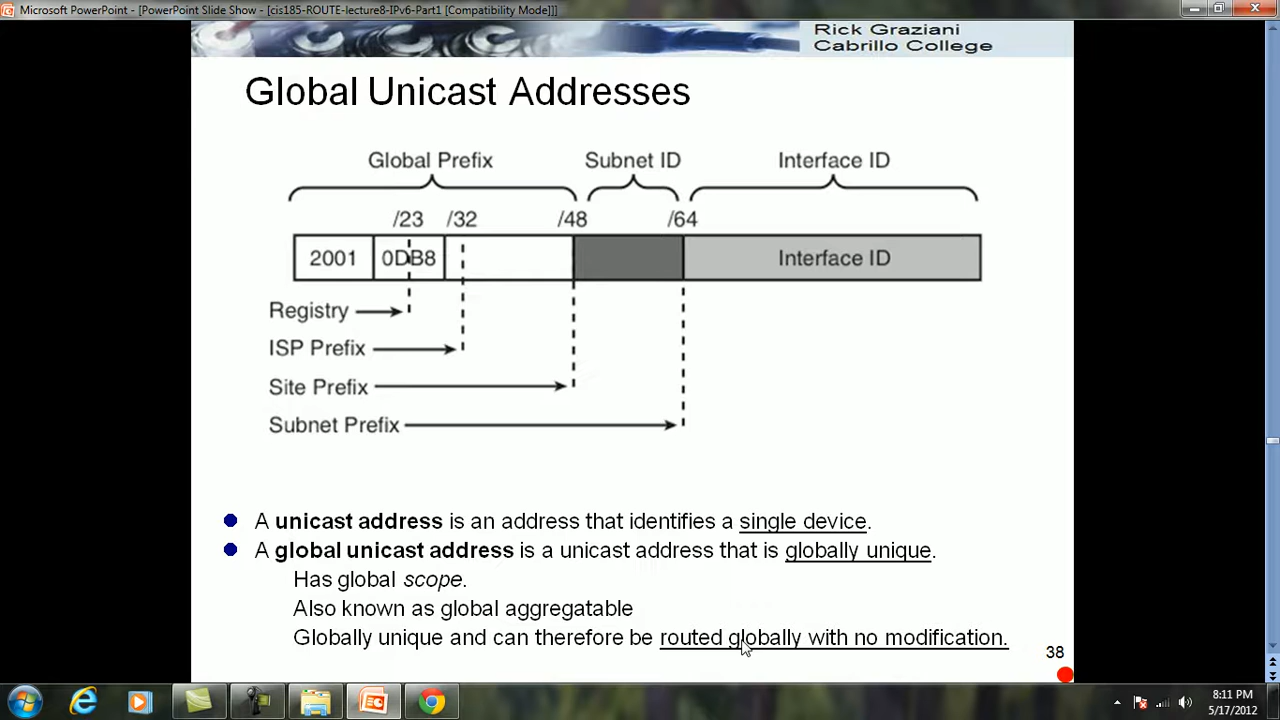 Microsoft PowerPoint - [PowerPoint Slide Show - [cis185-ROUTE-lecture8-IPv6-Part1 [Compatibility Mode]]]
Rick Graziani
Cabrillo College
Global Unicast Addresses
Global Prefix Subnet ID Interface ID
/23 /32 /48 /64
2001 0DB8 Interface ID
Registry
ISP Prefix
Site Prefix
Subnet Prefix
A unicast address is an address that identifies a single device.
A global unicast address is a unicast address that is globally unique.
Has global scope.
Also known as global aggregatable
Globally unique and can therefore be routed globally with no modification.
38
8:11 PM
5/17/2012